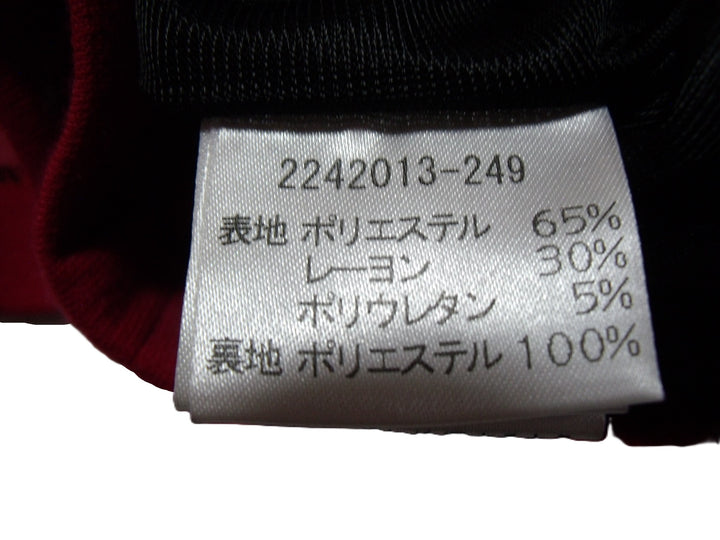 2242013-249
表地 ポリエステル 65%
レーヨン 30%
ポリウレタン 5%
裏地 ポリエステル 100%